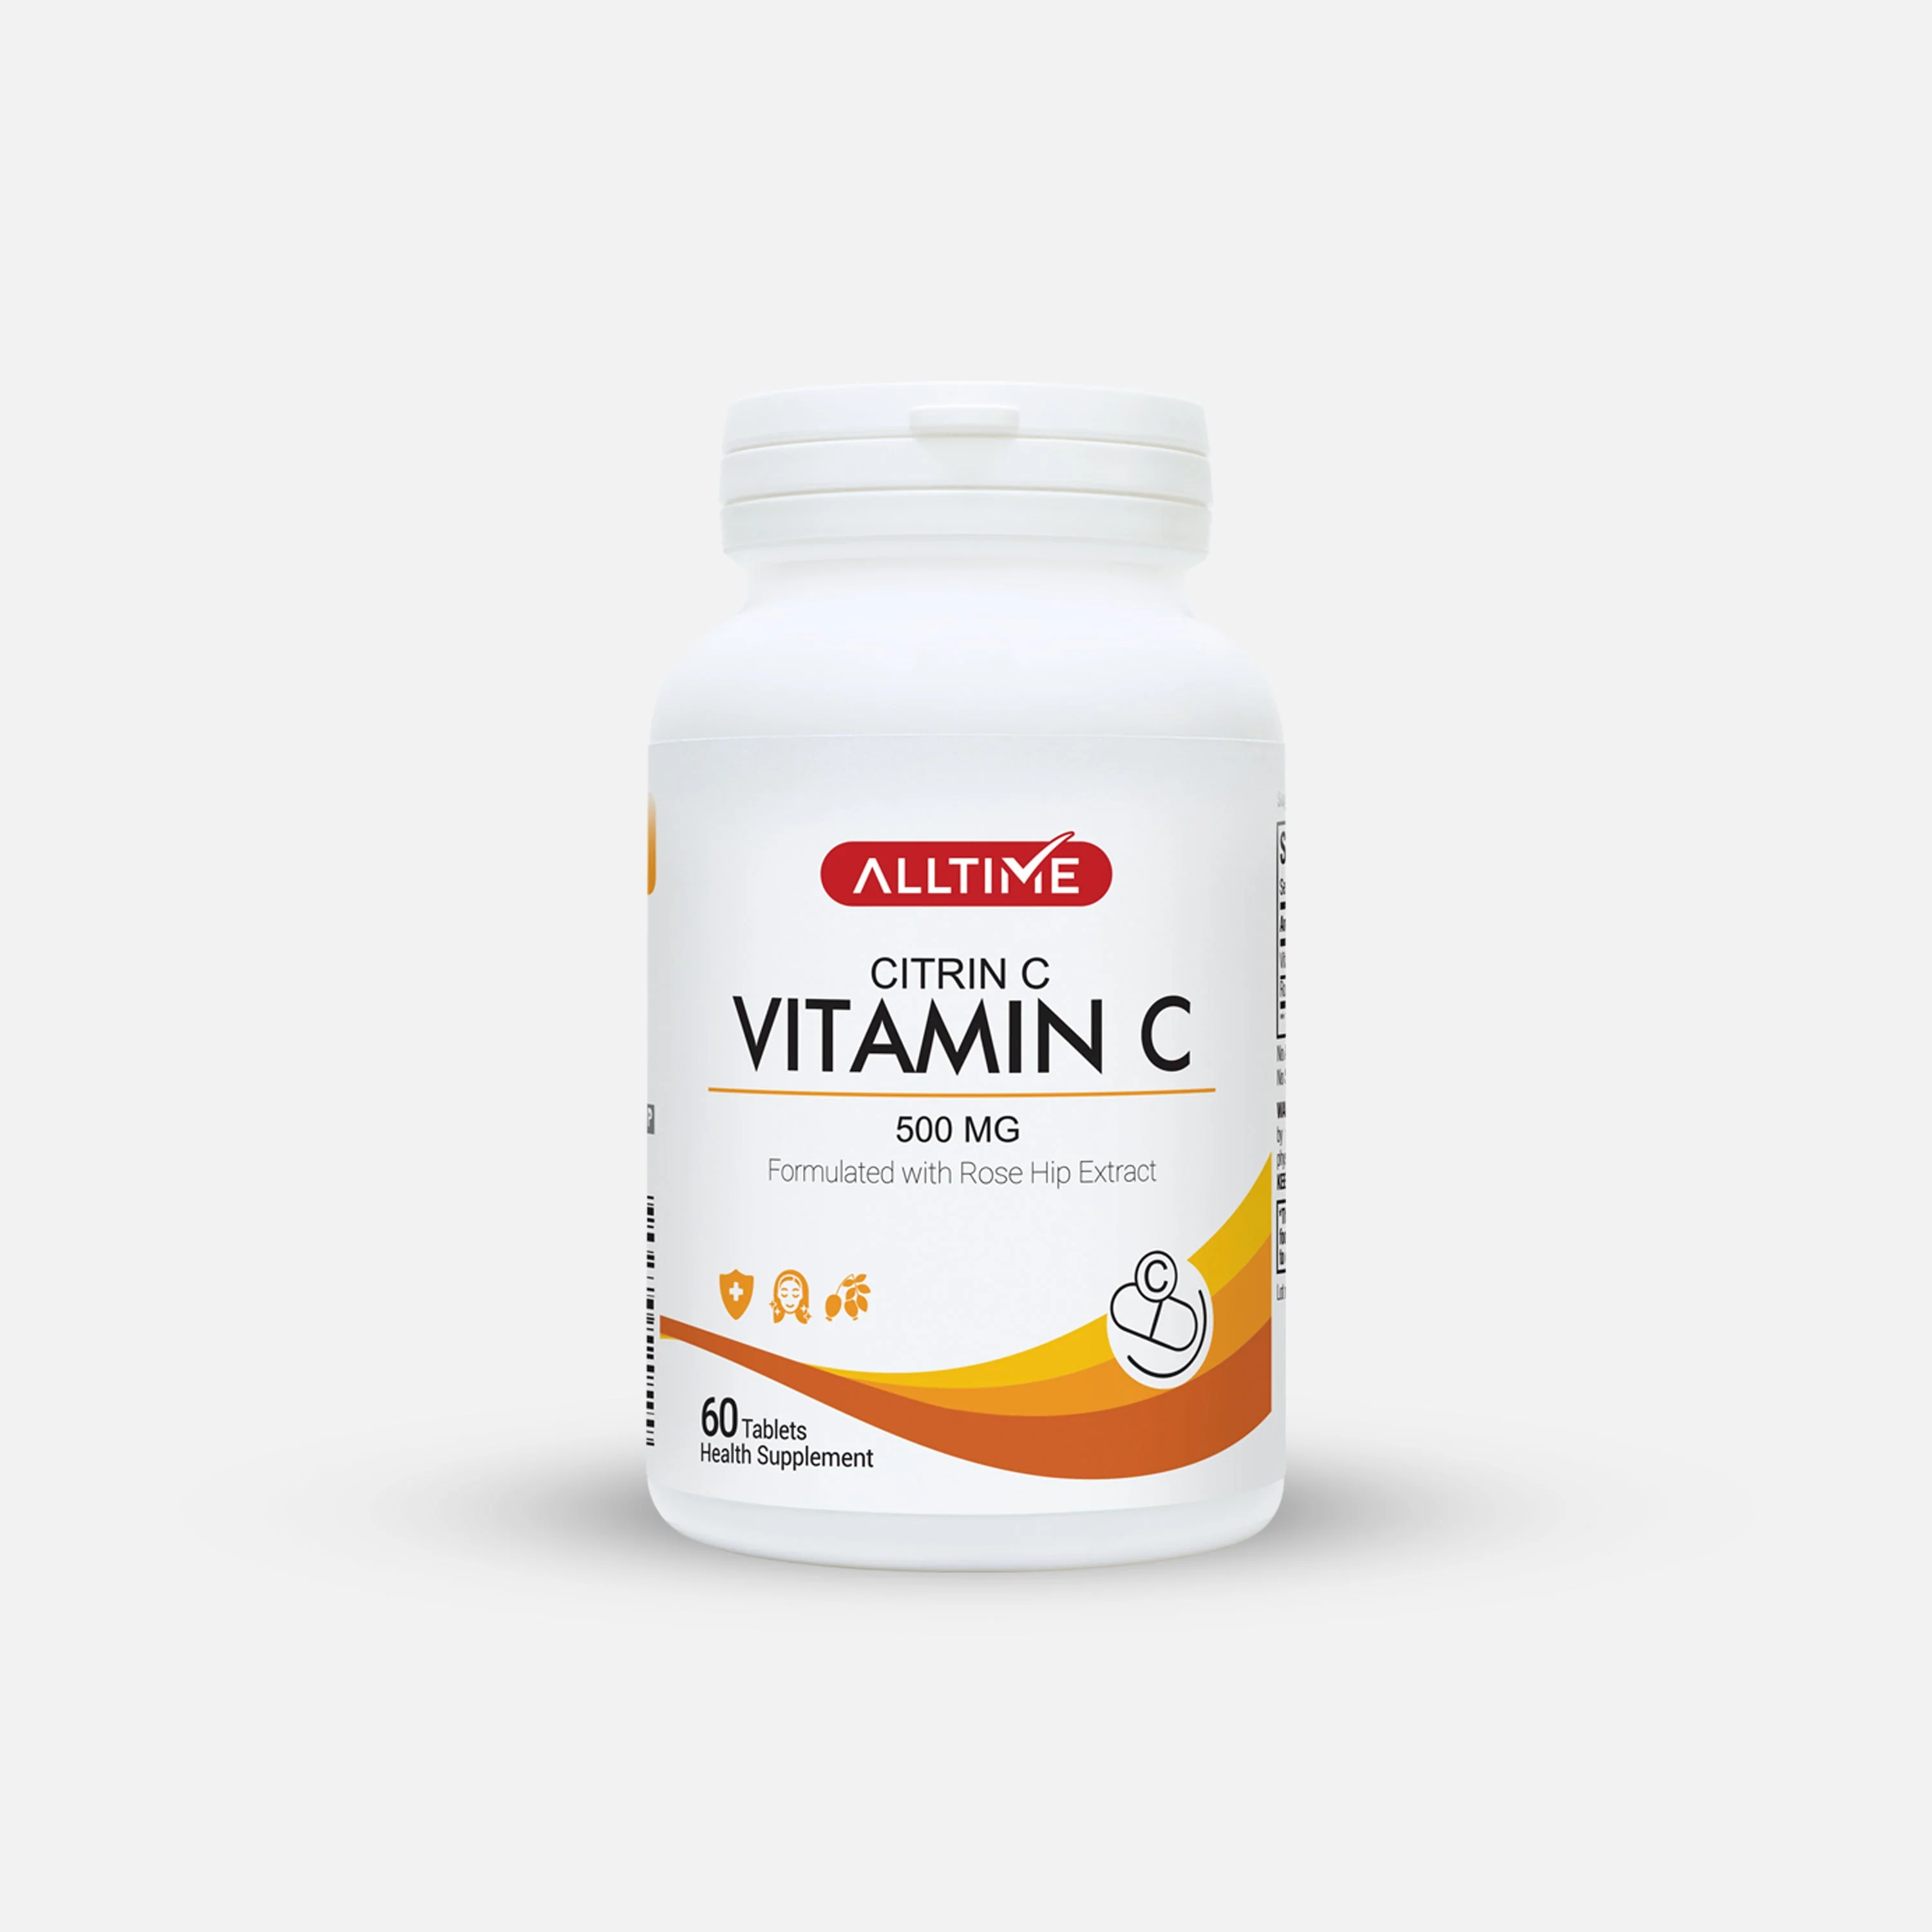 ALLTIME
CITRIN C
VITAMIN C
500 MG
Formulated with Rose Hip Extract
C
60 Tablets
Health Supplement